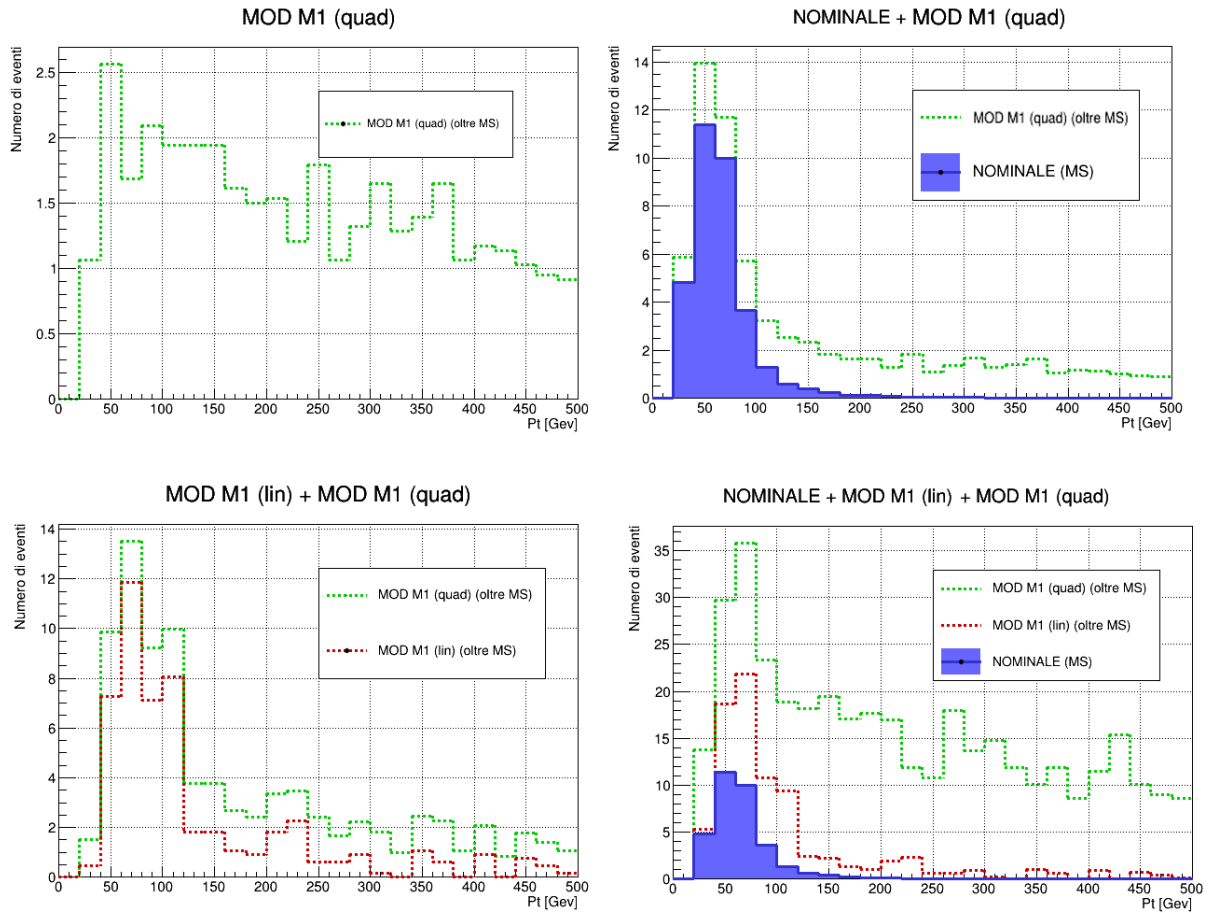 MOD M1 (quad)
Numero di eventi
2.5
2
1.5
1
0.5
0
MOD M1 (quad) (oltre MS)
0 50 100 150 200 250 300 350 400 450 500
Pt [Gev]
NOMINALE + MOD M1 (quad)
Numero di eventi
14
12
10
8
6
4
2
0
MOD M1 (quad) (oltre MS)
NOMINALE (MS)
0 50 100 150 200 250 300 350 400 450 500
Pt [Gev]
MOD M1 (lin) + MOD M1 (quad)
Numero di eventi
14
12
10
8
6
4
2
0
MOD M1 (quad) (oltre MS)
MOD M1 (lin) (oltre MS)
0 50 100 150 200 250 300 350 400 450 500
Pt [Gev]
NOMINALE + MOD M1 (lin) + MOD M1 (quad)
Numero di eventi
35
30
25
20
15
10
5
0
MOD M1 (quad) (oltre MS)
MOD M1 (lin) (oltre MS)
NOMINALE (MS)
0 50 100 150 200 250 300 350 400 450 500
Pt [Gev]